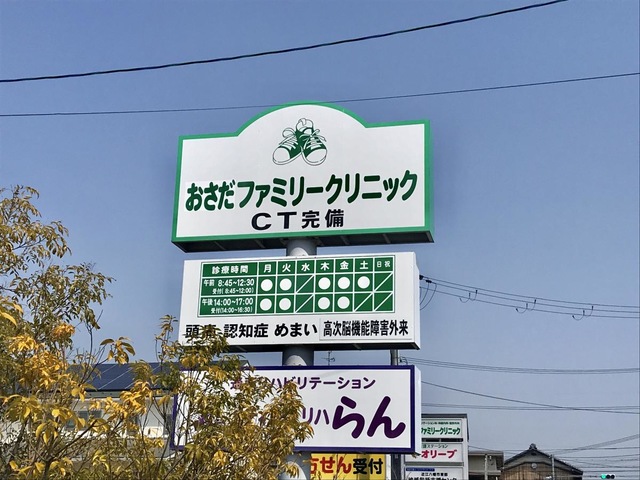 おさだファミリークリニック
CT完備
診療時間 月 火 水 木 金 土 日祝
午前 8:45~12:30 ● ● ／ ● ● ● ／
受付(8:45~12:00)
午後 14:00~17:00 ● ● ／ ● ● ／ ／
受付(14:00~16:30)
頭痛 認知症 めまい 高次脳機能障害外来
ハビリテーション
リハらん
せん受付
ファミリークリニック
オリーブ